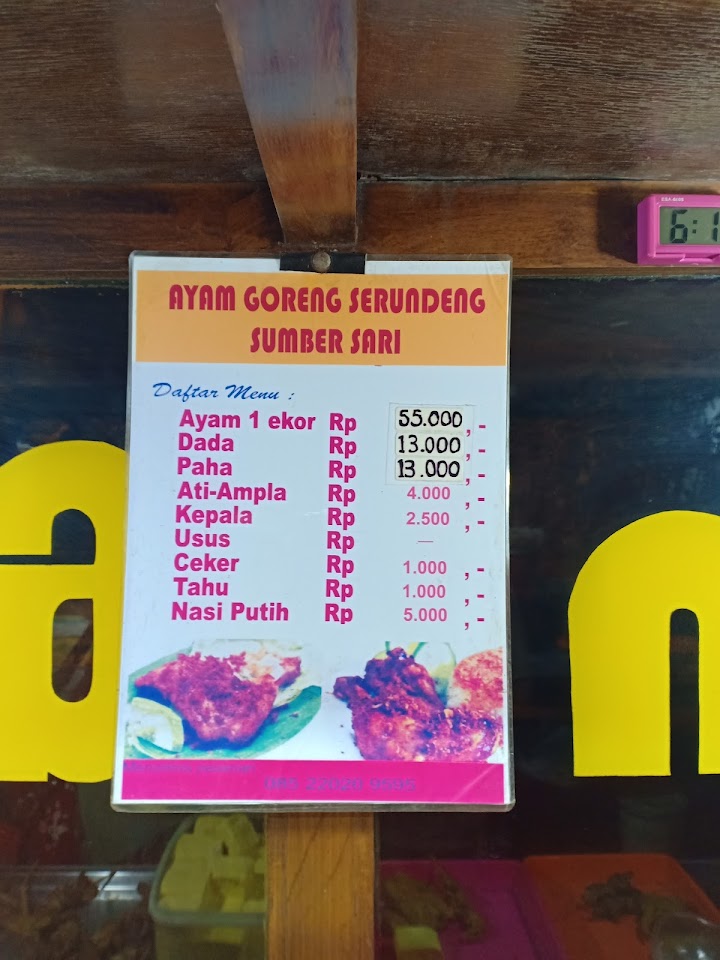 AYAM GORENG SERUNDENG
SUMBER SARI
Daftar Menu :
Ayam 1 ekor Rp 55.000,-
Dada Rp 13.000,-
Paha Rp 13.000,-
Ati-Ampla Rp 4.000,-
Kepala Rp 2.500,-
Usus Rp —
Ceker Rp 1.000,-
Tahu Rp 1.000,-
Nasi Putih Rp 5.000,-
6:1
a n